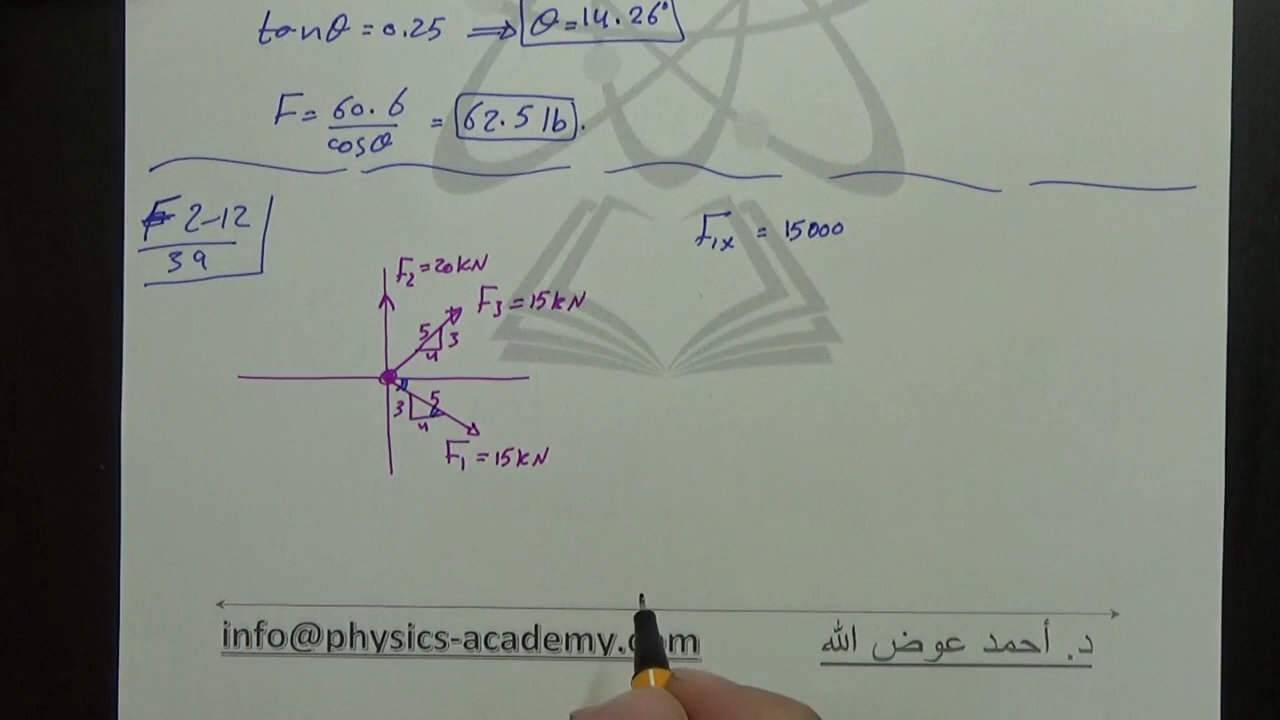 tanθ = 0.25 ⟹ θ = 14.26°
F = 60.6 / cosθ = 62.5 lb.
F 2-12
39
F1x = 15000
F2 = 20 kN
F3 = 15 kN
5
3
4
3
5
4
F1 = 15 kN
info@physics-academy.com
د. أحمد عوض الله